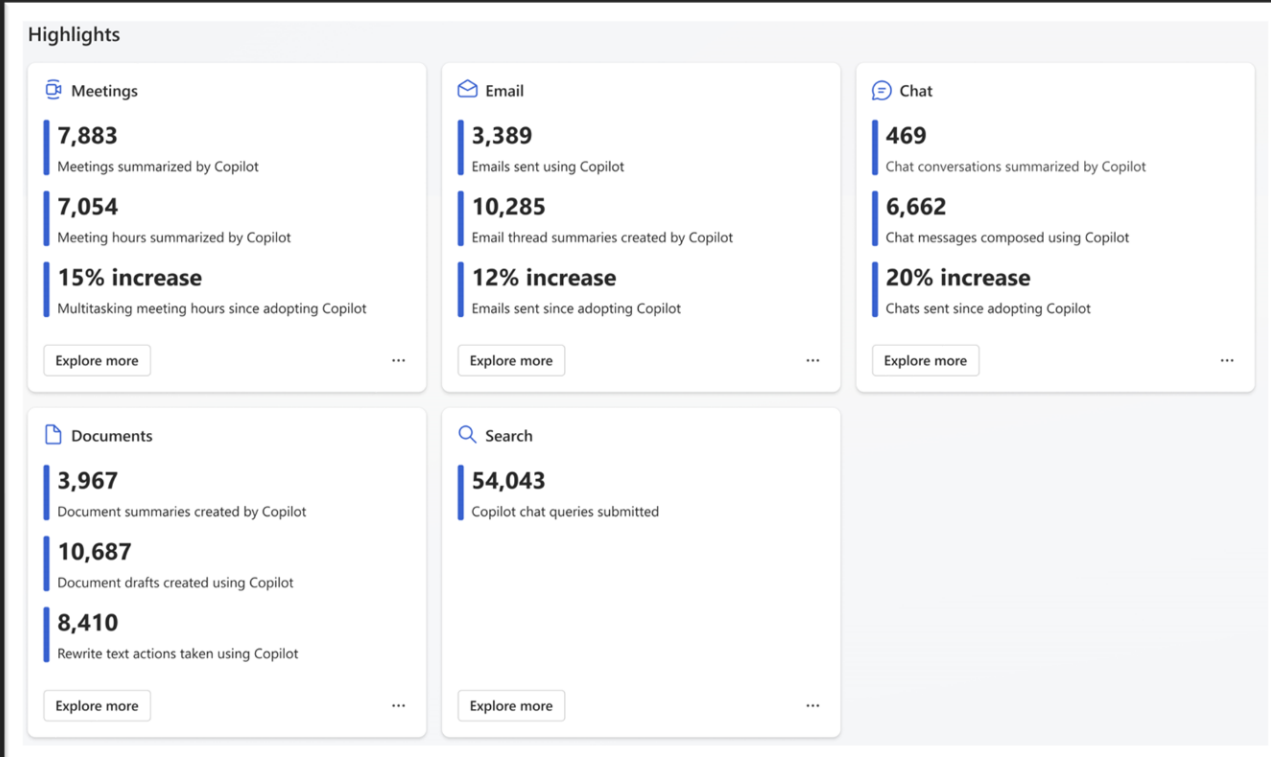 Highlights
Meetings
7,883
Meetings summarized by Copilot
7,054
Meeting hours summarized by Copilot
15% increase
Multitasking meeting hours since adopting Copilot
Explore more
...
Email
3,389
Emails sent using Copilot
10,285
Email thread summaries created by Copilot
12% increase
Emails sent since adopting Copilot
Explore more
...
Chat
469
Chat conversations summarized by Copilot
6,662
Chat messages composed using Copilot
20% increase
Chats sent since adopting Copilot
Explore more
...
Documents
3,967
Document summaries created by Copilot
10,687
Document drafts created using Copilot
8,410
Rewrite text actions taken using Copilot
Explore more
...
Search
54,043
Copilot chat queries submitted
Explore more
...